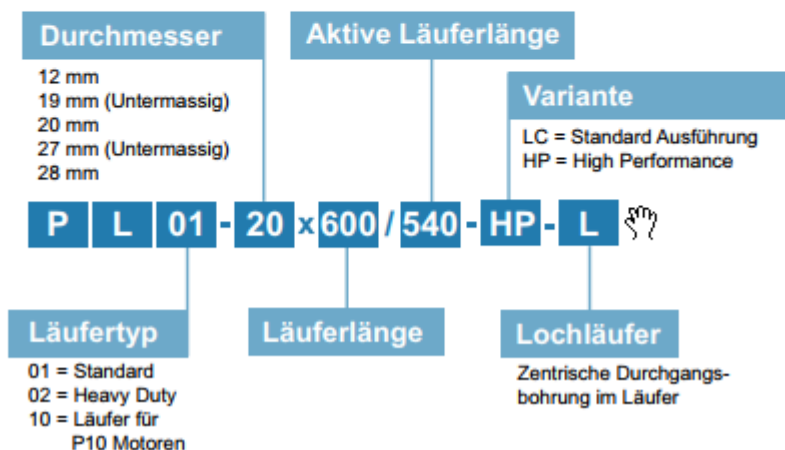 Durchmesser
12 mm
19 mm (Untermassig)
20 mm
27 mm (Untermassig)
28 mm
Aktive Läuferlänge
Variante
LC = Standard Ausführung
HP = High Performance
P L 01 - 20 x 600 / 540 - HP - L
Läufertyp
01 = Standard
02 = Heavy Duty
10 = Läufer für
P10 Motoren
Läuferlänge
Lochläufer
Zentrische Durchgangs-
bohrung im Läufer